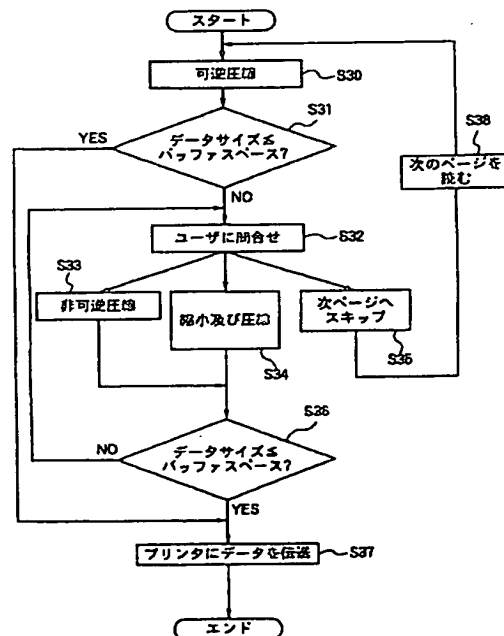 スタート
可逆圧縮
S30
S31
データサイズ≤
バッファスペース?
YES
NO
S38
次のページを
読む
ユーザに問合せ
S32
S33
非可逆圧縮
縮小及び圧縮
S34
次ページへ
スキップ
S35
S36
データサイズ≤
バッファスペース?
NO
YES
プリンタにデータを伝送
S37
エンド